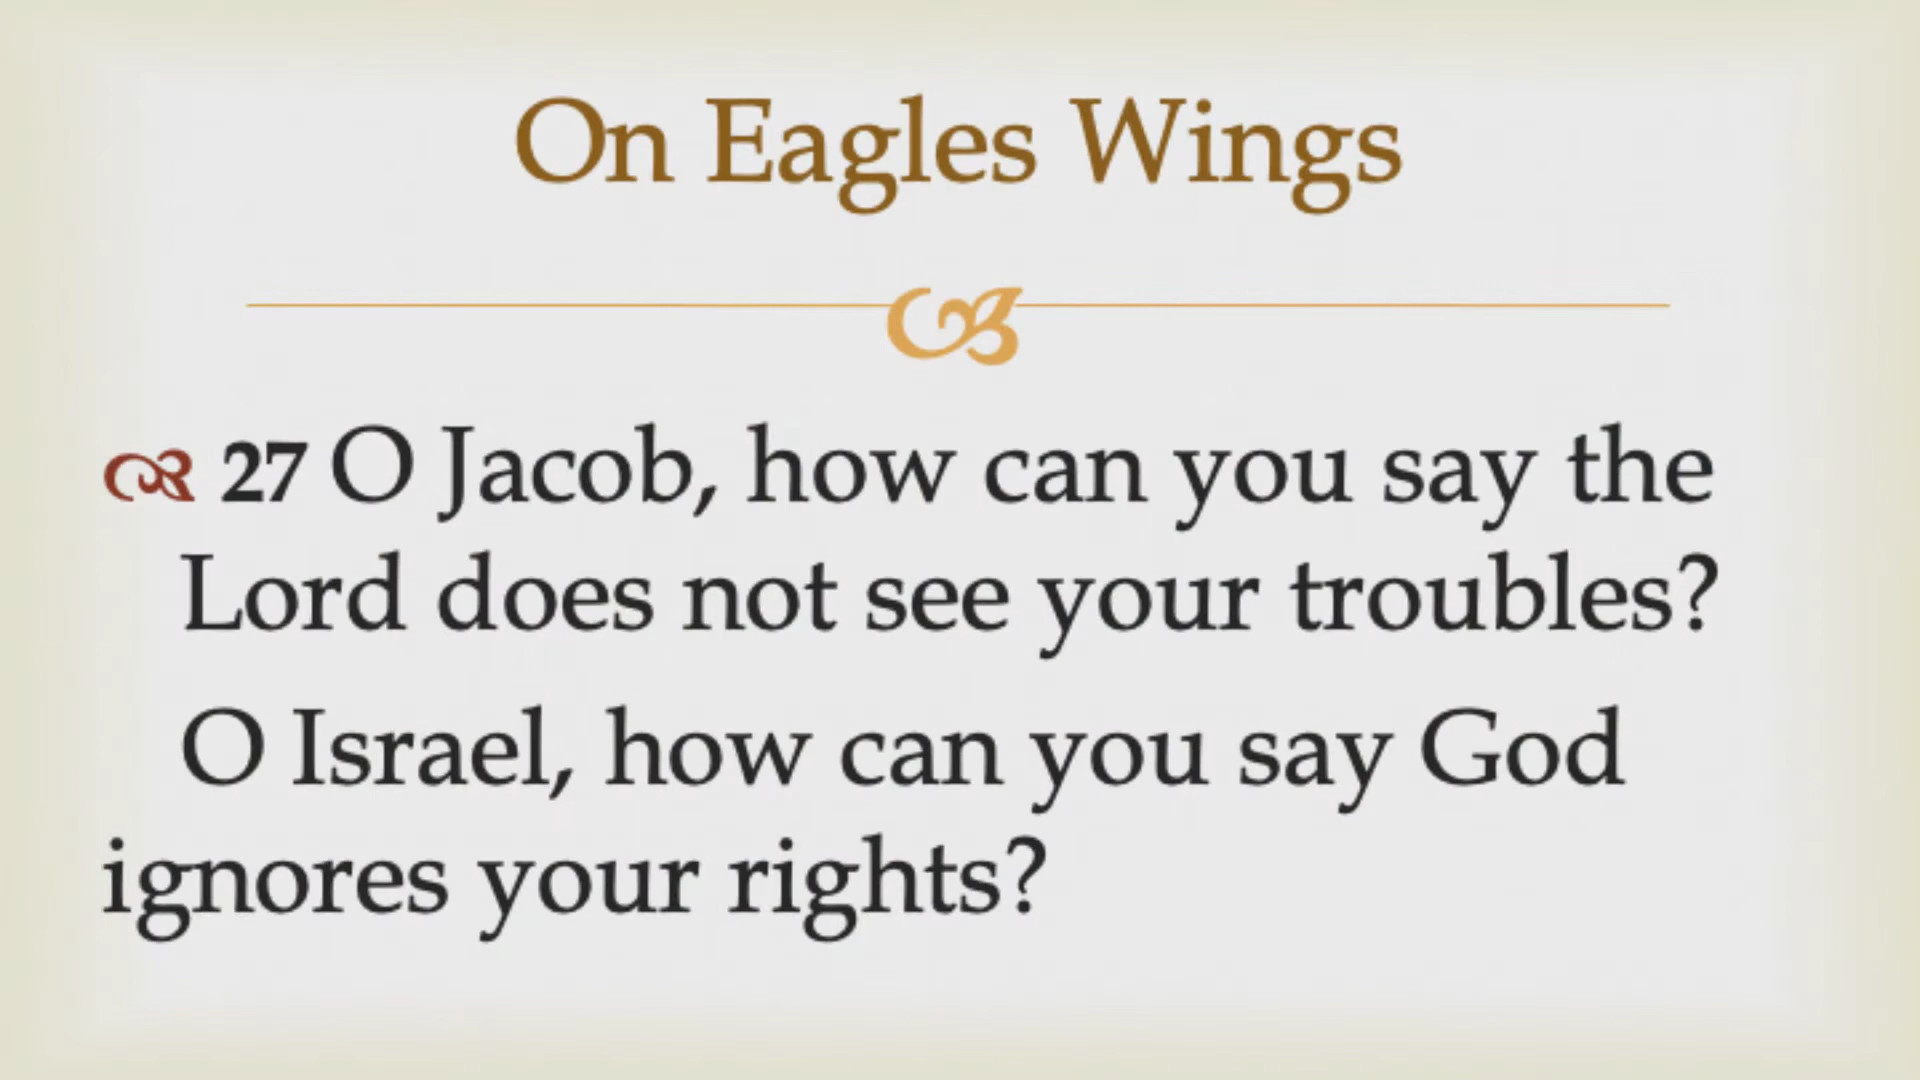 On Eagles Wings
27 O Jacob, how can you say the
Lord does not see your troubles?
O Israel, how can you say God
ignores your rights?